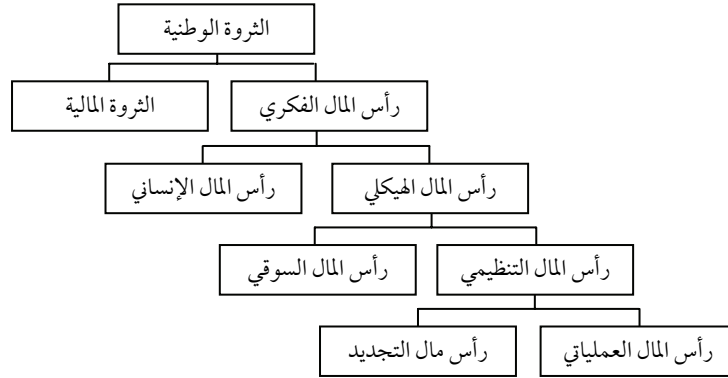 الثروة الوطنية
رأس المال الفكري
الثروة المالية
رأس المال الهيكلي
رأس المال الإنساني
رأس المال التنظيمي
رأس المال السوقي
رأس المال العملياتي
رأس مال التجديد